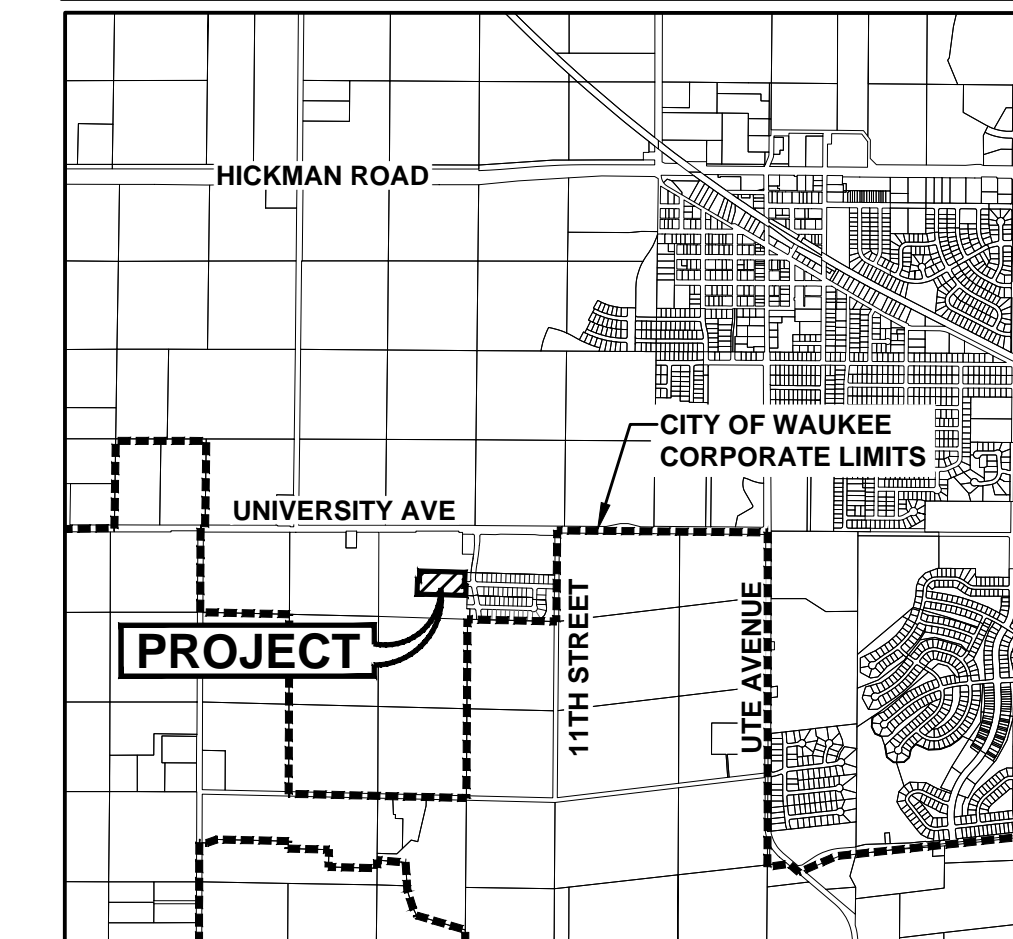 HICKMAN ROAD
CITY OF WAUKEE
CORPORATE LIMITS
UNIVERSITY AVE
11TH STREET
UTE AVENUE
PROJECT